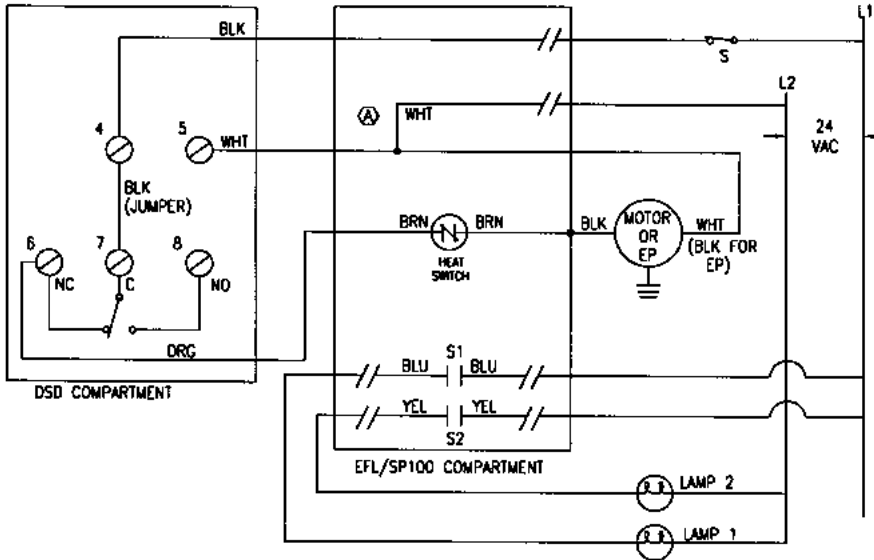 L1
BLK
S
L2
A
WHT
24
VAC
4
5
WHT
BLK
(JUMPER)
BRN
BRN
BLK
MOTOR
OR
EP
WHT
(BLK FOR
EP)
HEAT
SWITCH
6
7
8
NC
C
NO
ORG
S1
BLU
BLU
DSD COMPARTMENT
YEL
YEL
S2
EFL/SP100 COMPARTMENT
LAMP 2
LAMP 1